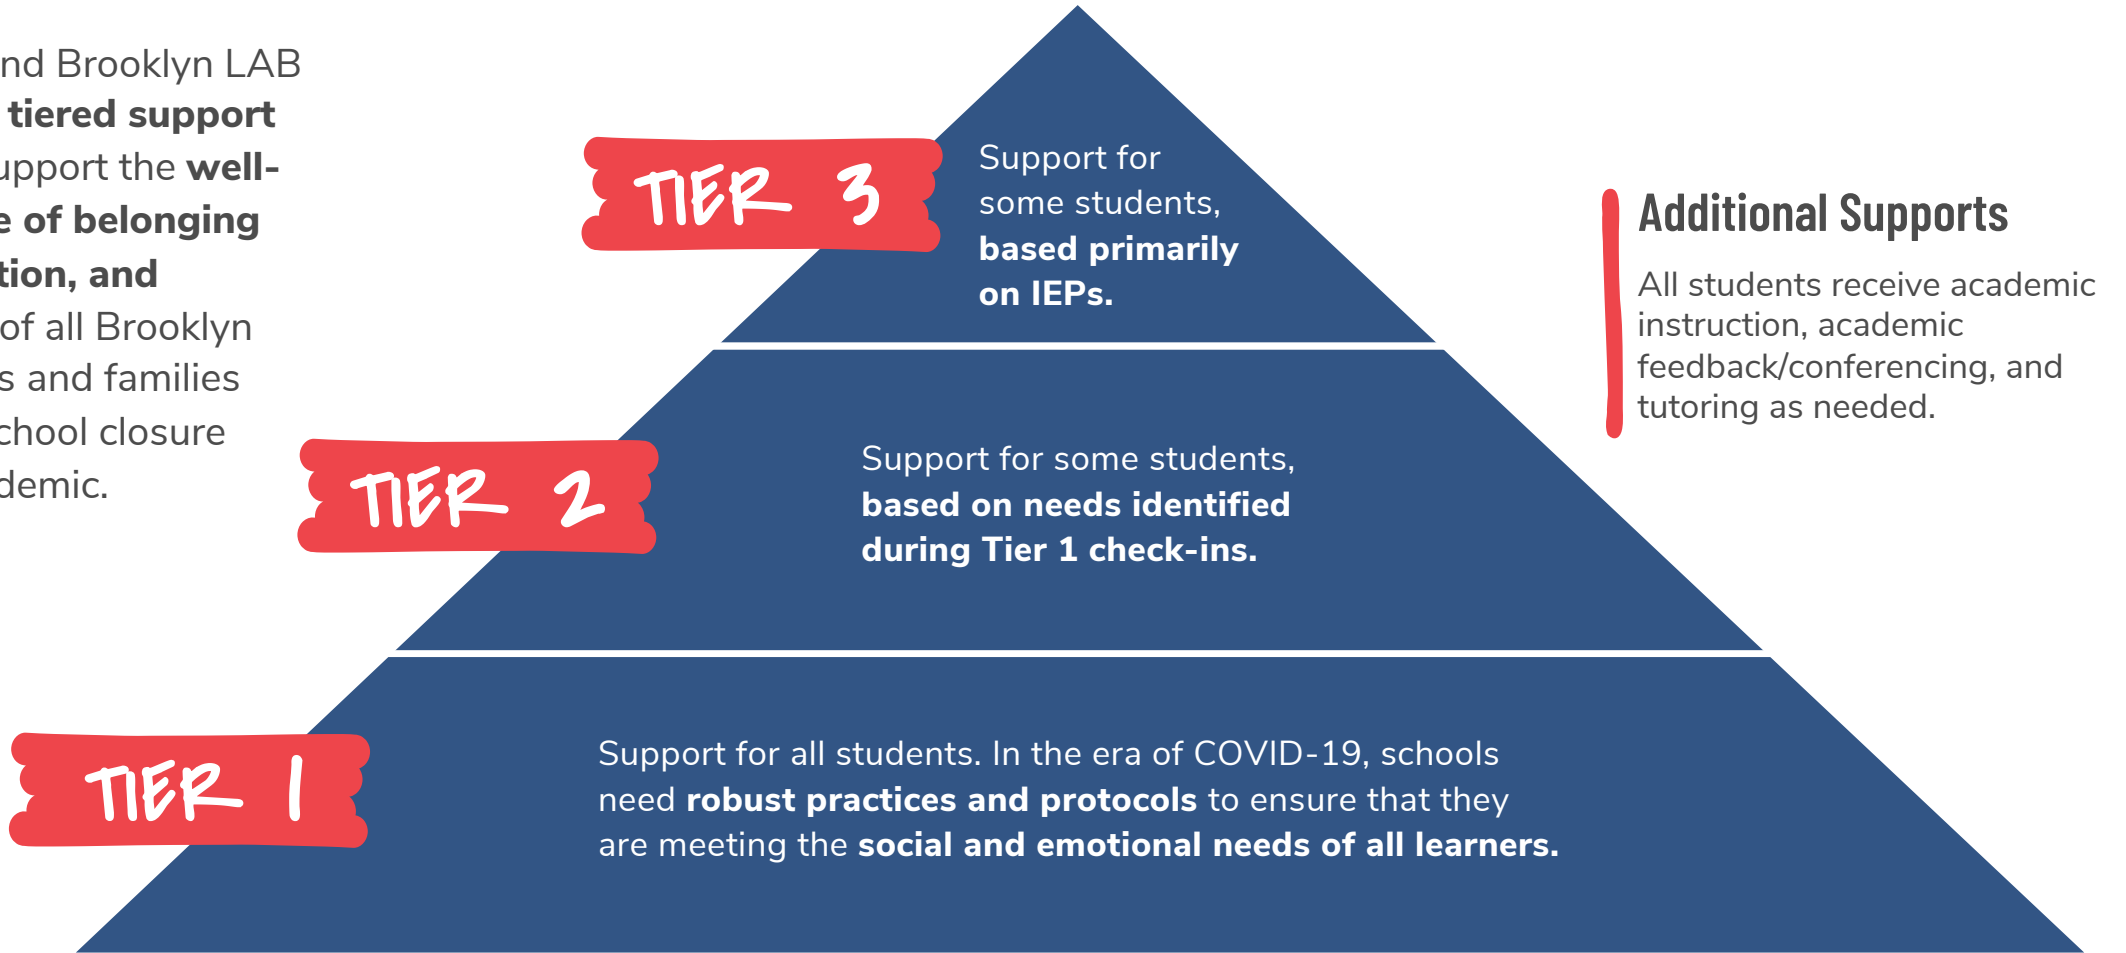 nd Brooklyn LAB
tiered support
upport the well-
e of belonging
tion, and
of all Brooklyn
s and families
chool closure
demic.
TIER 3
Support for
some students,
based primarily
on IEPs.
Additional Supports
All students receive academic
instruction, academic
feedback/conferencing, and
tutoring as needed.
TIER 2
Support for some students,
based on needs identified
during Tier 1 check-ins.
TIER 1
Support for all students. In the era of COVID-19, schools
need robust practices and protocols to ensure that they
are meeting the social and emotional needs of all learners.